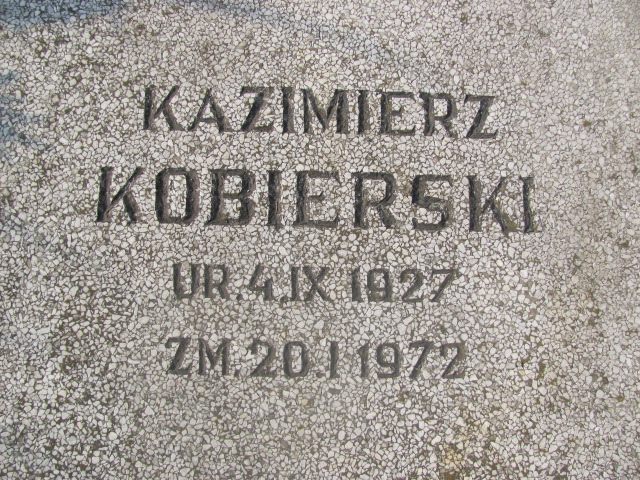 KAZIMIERZ
KOBIERSKI
UR.4.IX 1927
ZM.20.I 1972